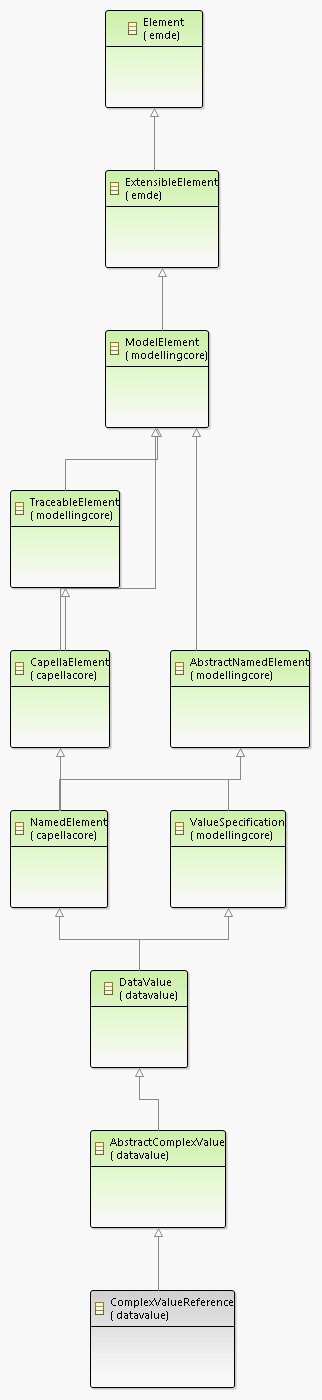 Element
( emde)
ExtensibleElement
( emde)
ModelElement
( modellingcore)
TraceableElement
( modellingcore)
CapellaElement
( capellacore)
AbstractNamedElement
( modellingcore)
NamedElement
( capellacore)
ValueSpecification
( modellingcore)
DataValue
( datavalue)
AbstractComplexValue
( datavalue)
ComplexValueReference
( datavalue)